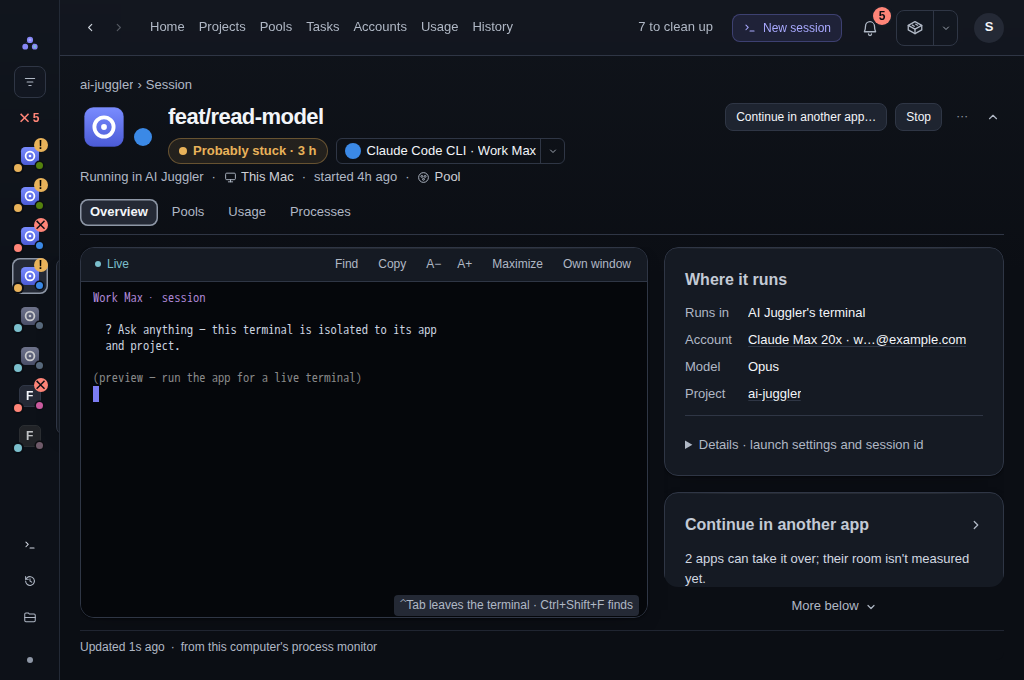 Home Projects Pools Tasks Accounts Usage History 7 to clean up New session 5 S
5
ai-juggler › Session
feat/read-model
Continue in another app… Stop ...
Probably stuck · 3 h
Claude Code CLI · Work Max
Running in AI Juggler · This Mac · started 4h ago · Pool
Overview Pools Usage Processes
Live Find Copy A− A+ Maximize Own window
Work Max · session
? Ask anything — this terminal is isolated to its app
and project.
(preview — run the app for a live terminal)
^Tab leaves the terminal · Ctrl+Shift+F finds
Where it runs
Runs in AI Juggler's terminal
Account Claude Max 20x · w…@example.com
Model Opus
Project ai-juggler
Details · launch settings and session id
Continue in another app
2 apps can take it over; their room isn't measured
yet.
More below
!
!
!
F
F
Updated 1s ago · from this computer's process monitor